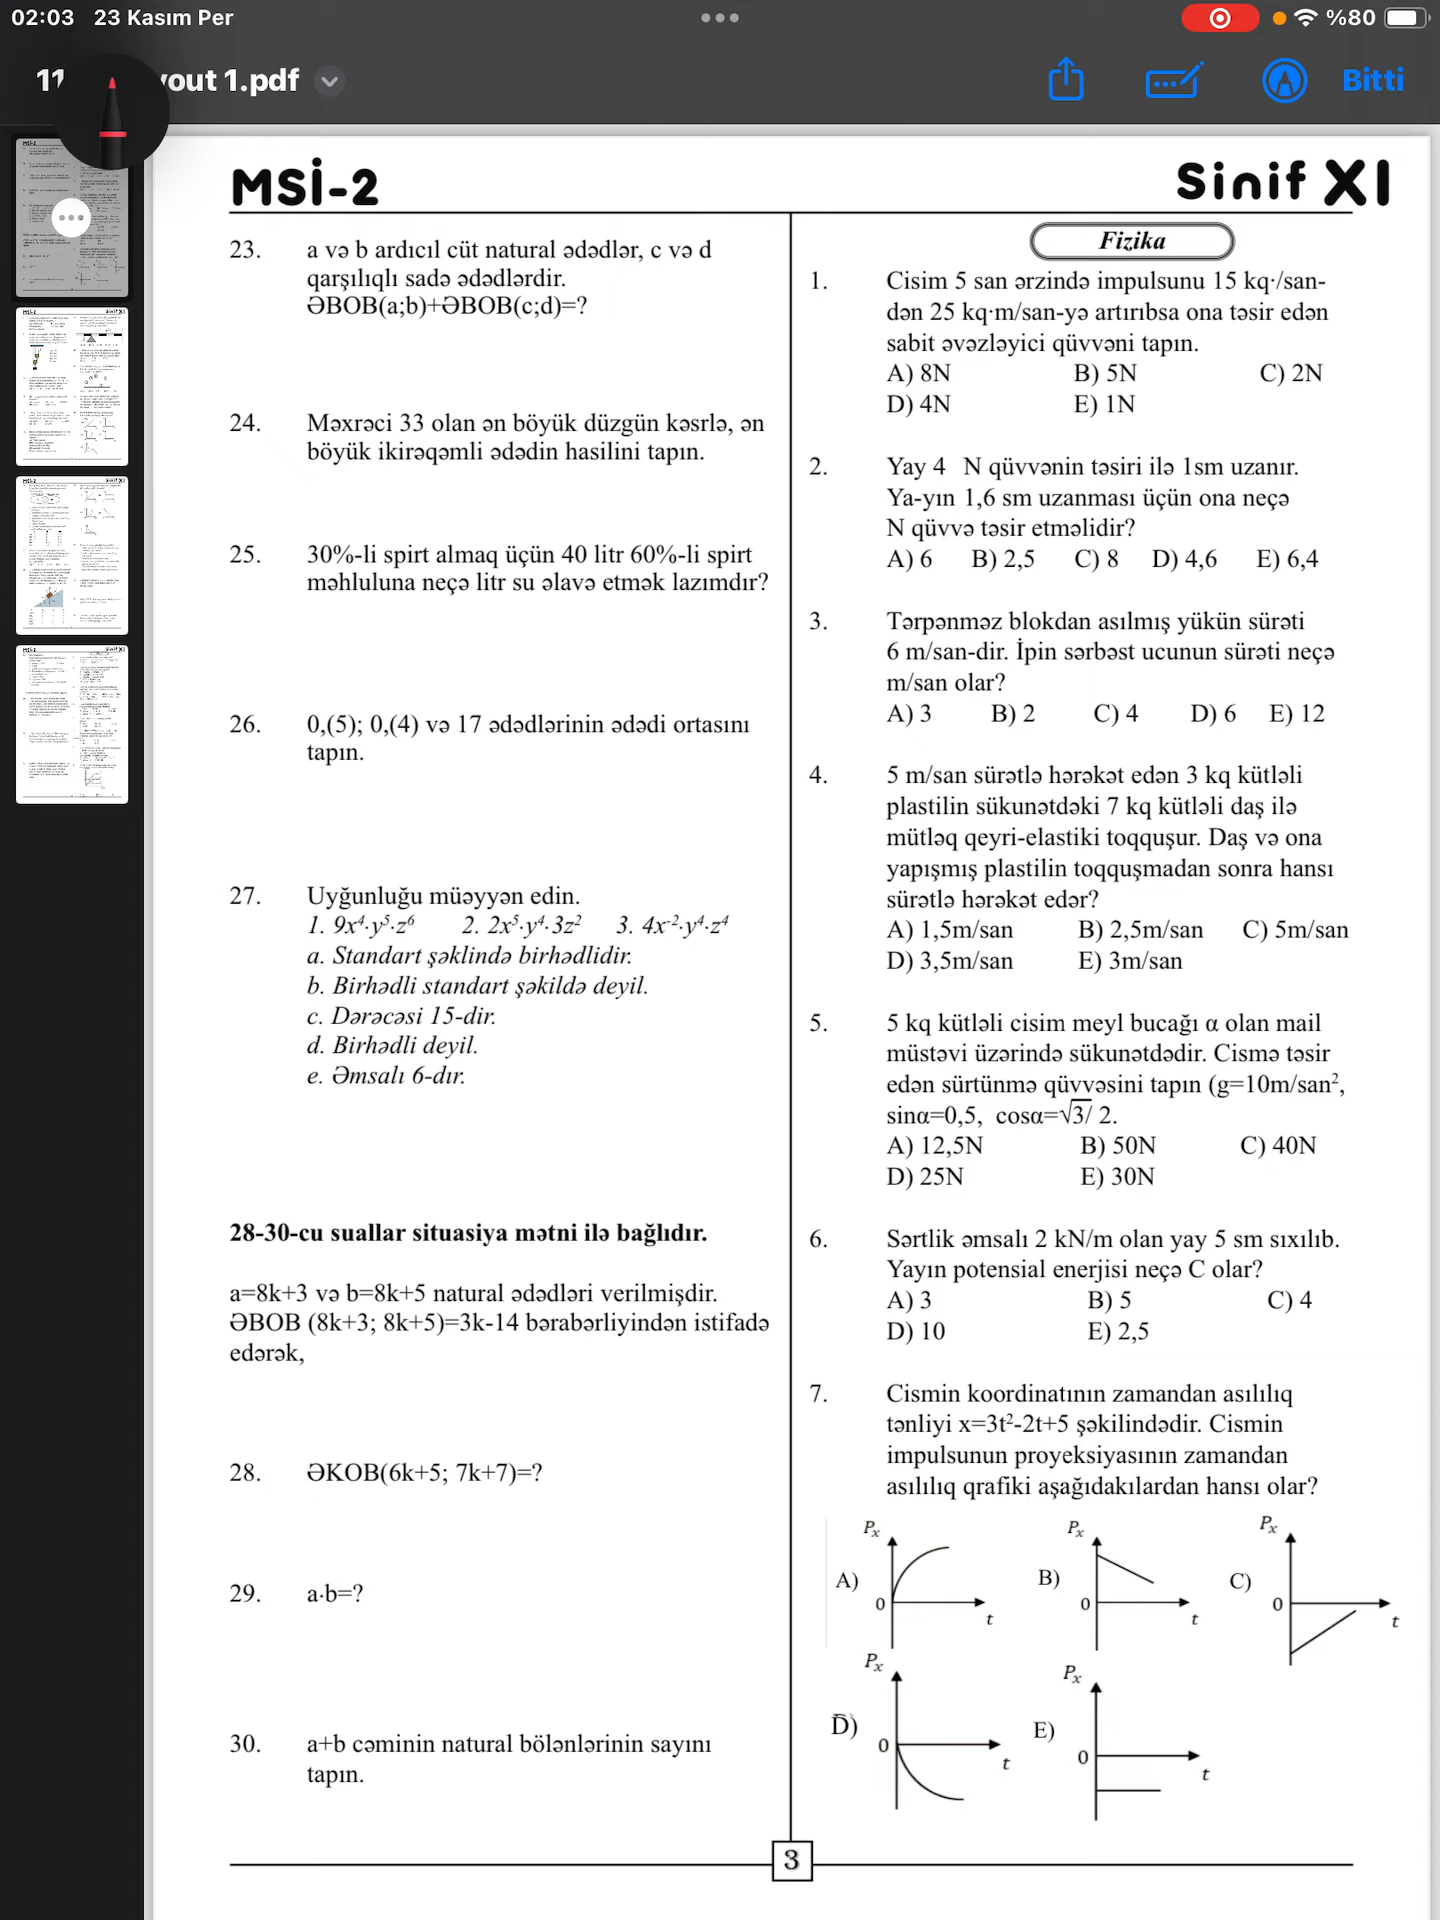 02:03 23 Kasım Per
%80
11
yout 1.pdf
Bitti
MSİ-2
Sinif XI
23. a və b ardıcıl cüt natural ədədlər, c və d
qarşılıqlı sadə ədədlərdir.
ƏBOB(a;b)+ƏBOB(c;d)=?
24. Məxrəci 33 olan ən böyük düzgün kəsrlə, ən
böyük ikirəqəmli ədədin hasilini tapın.
25. 30%-li spirt almaq üçün 40 litr 60%-li spirt
məhluluna neçə litr su əlavə etmək lazımdır?
26. 0,(5); 0,(4) və 17 ədədlərinin ədədi ortasını
tapın.
27. Uyğunluğu müəyyən edin.
1. 9x⁴·y⁵·z⁶ 2. 2x⁵·y⁴·3z² 3. 4x⁻²·y⁴·z⁴
a. Standart şəklində birhədlidir.
b. Birhədli standart şəkildə deyil.
c. Dərəcəsi 15-dir.
d. Birhədli deyil.
e. Əmsalı 6-dır.
28-30-cu suallar situasiya mətni ilə bağlıdır.
a=8k+3 və b=8k+5 natural ədədləri verilmişdir.
ƏBOB (8k+3; 8k+5)=3k-14 bərabərliyindən istifadə
edərək,
28. ƏKOB(6k+5; 7k+7)=?
29. a·b=?
30. a+b cəminin natural bölənlərinin sayını
tapın.
Fizika
1. Cisim 5 san ərzində impulsunu 15 kq·/san-
dən 25 kq·m/san-yə artırıbsa ona təsir edən
sabit əvəzləyici qüvvəni tapın.
A) 8N B) 5N C) 2N
D) 4N E) 1N
2. Yay 4 N qüvvənin təsiri ilə 1sm uzanır.
Ya-yın 1,6 sm uzanması üçün ona neçə
N qüvvə təsir etməlidir?
A) 6 B) 2,5 C) 8 D) 4,6 E) 6,4
3. Tərpənməz blokdan asılmış yükün sürəti
6 m/san-dir. İpin sərbəst ucunun sürəti neçə
m/san olar?
A) 3 B) 2 C) 4 D) 6 E) 12
4. 5 m/san sürətlə hərəkət edən 3 kq kütləli
plastilin sükunətdəki 7 kq kütləli daş ilə
mütləq qeyri-elastiki toqquşur. Daş və ona
yapışmış plastilin toqquşmadan sonra hansı
sürətlə hərəkət edər?
A) 1,5m/san B) 2,5m/san C) 5m/san
D) 3,5m/san E) 3m/san
5. 5 kq kütləli cisim meyl bucağı α olan mail
müstəvi üzərində sükunətdədir. Cismə təsir
edən sürtünmə qüvvəsini tapın (g=10m/san²,
sinα=0,5, cosα=√3/ 2.
A) 12,5N B) 50N C) 40N
D) 25N E) 30N
6. Sərtlik əmsalı 2 kN/m olan yay 5 sm sıxılıb.
Yayın potensial enerjisi neçə C olar?
A) 3 B) 5 C) 4
D) 10 E) 2,5
7. Cismin koordinatının zamandan asılılıq
tənliyi x=3t²-2t+5 şəkilindədir. Cismin
impulsunun proyeksiyasının zamandan
asılılıq qrafiki aşağıdakılardan hansı olar?
A) Pₓ 0 t
B) Pₓ 0 t
C) Pₓ 0 t
D) Pₓ 0 t
E) Pₓ 0 t
3